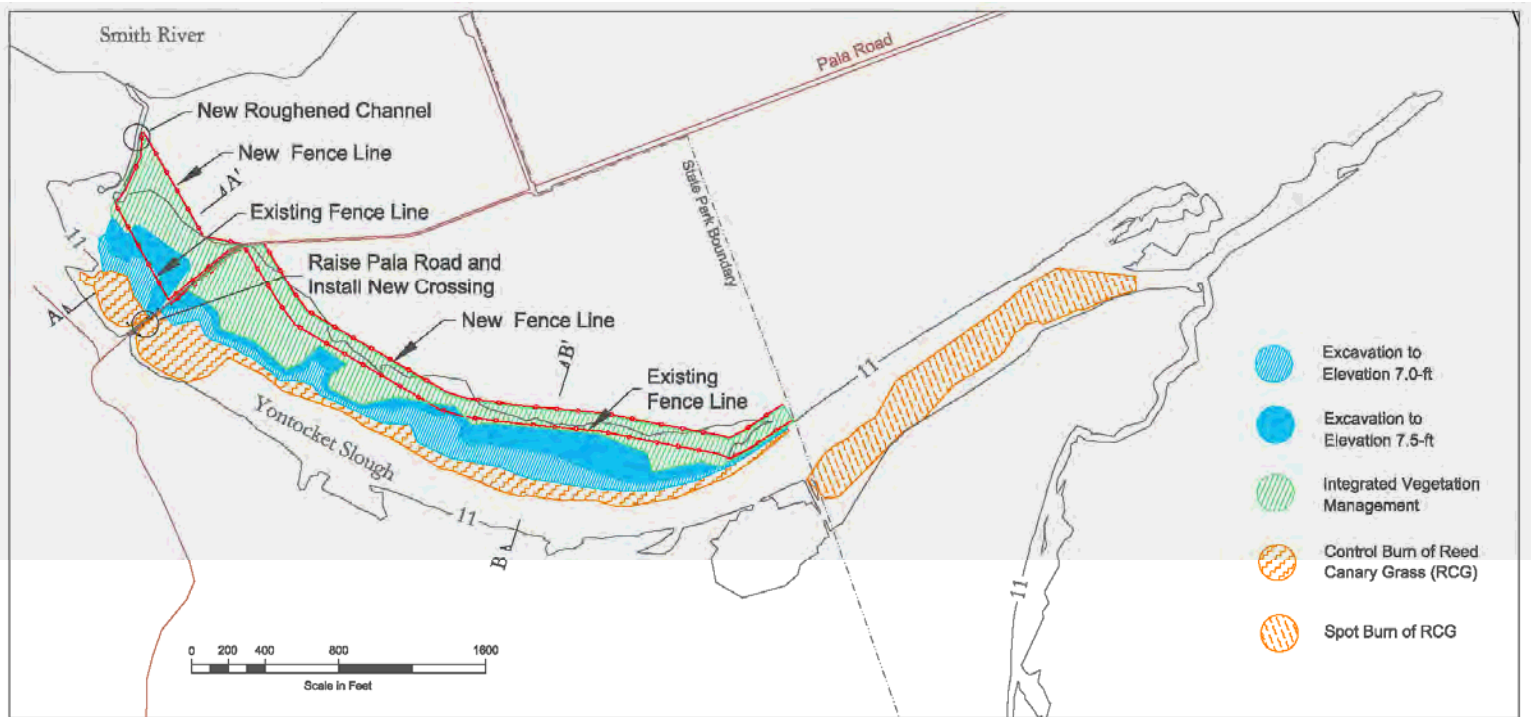 Smith River
Pala Road
New Roughened Channel
New Fence Line
A'
Existing Fence Line
State Park Boundary
11
Raise Pala Road and
Install New Crossing
A
New Fence Line
B'
11
Existing
Fence Line
Yontocket Slough
11
B
11
Excavation to
Elevation 7.0-ft
Excavation to
Elevation 7.5-ft
Integrated Vegetation
Management
Control Burn of Reed
Canary Grass (RCG)
Spot Burn of RCG
0 200 400 800 1600
Scale in Feet